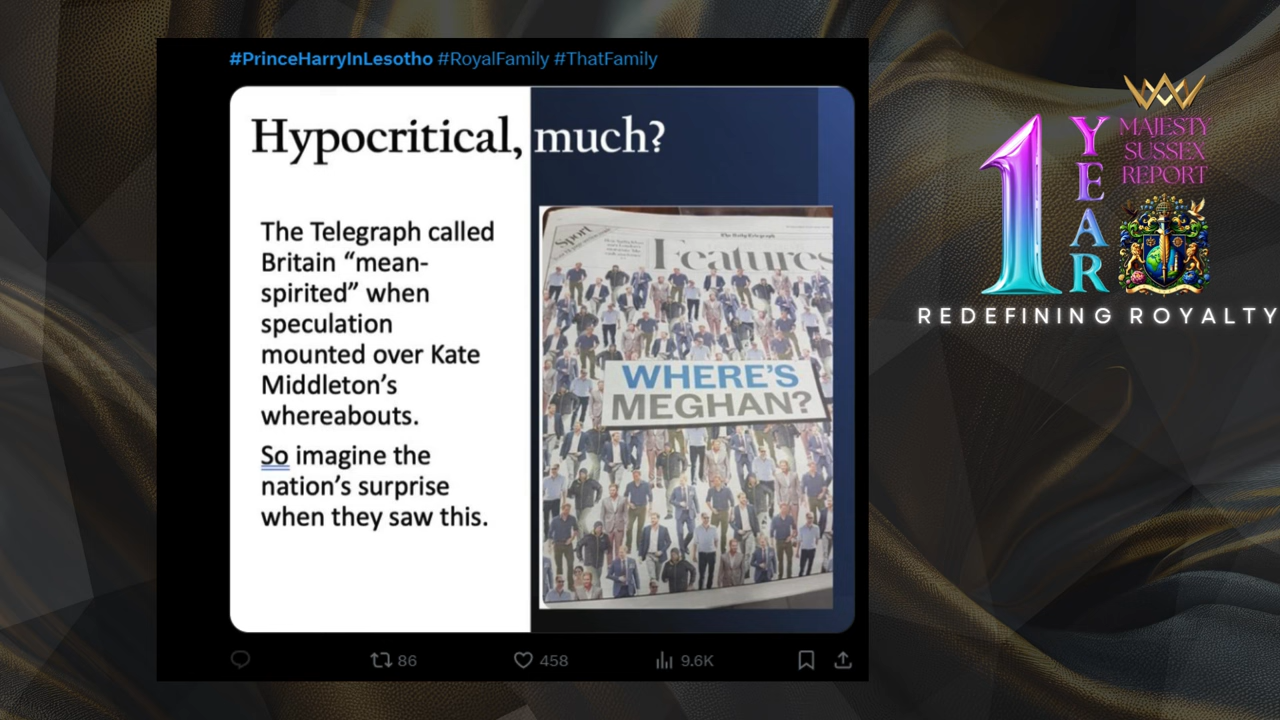 #PrinceHarryInLesotho #RoyalFamily #ThatFamily
Hypocritical, much?
The Telegraph called
Britain “mean-
spirited” when
speculation
mounted over Kate
Middleton’s
whereabouts.
So imagine the
nation’s surprise
when they saw this.
Sport
The Daily Telegraph
Features
WHERE'S
MEGHAN?
86
458
9.6K
1
YEAR
MAJESTY
SUSSEX
REPORT
REDEFINING ROYALTY